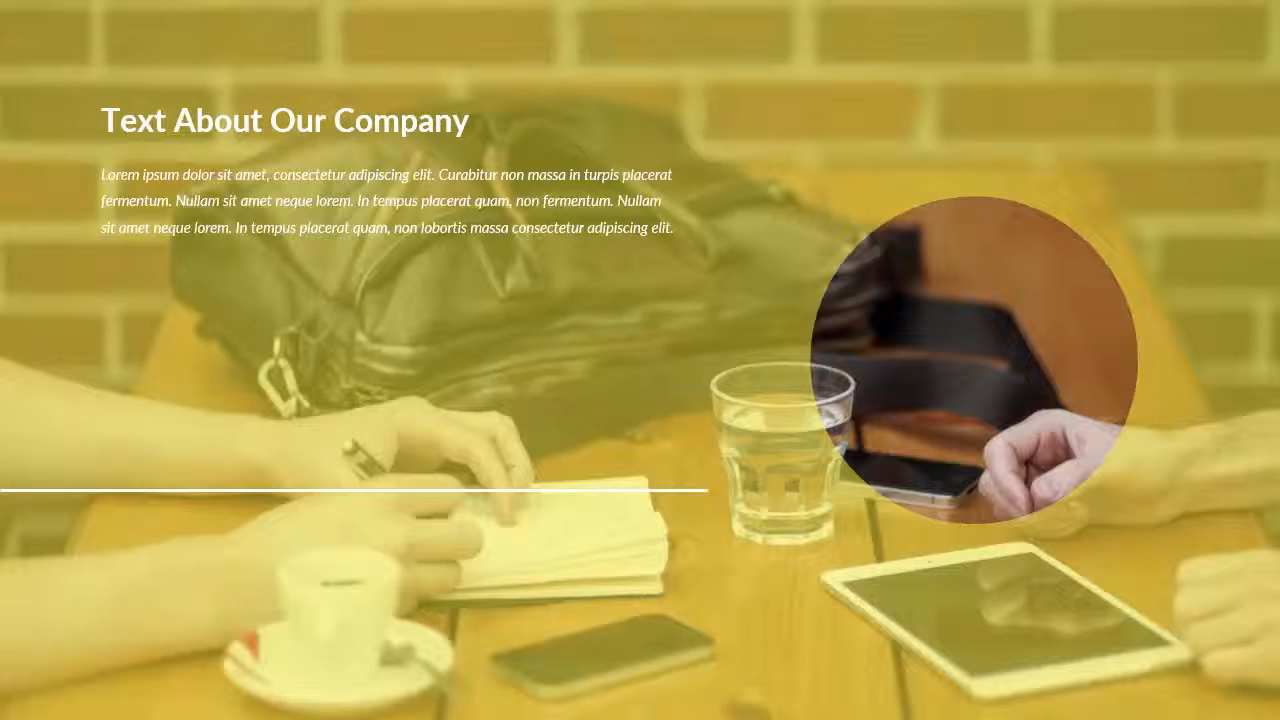 Text About Our Company
Lorem ipsum dolor sit amet, consectetur adipiscing elit. Curabitur non massa in turpis placerat
fermentum. Nullam sit amet neque lorem. In tempus placerat quam, non fermentum. Nullam
sit amet neque lorem. In tempus placerat quam, non lobortis massa consectetur adipiscing elit.